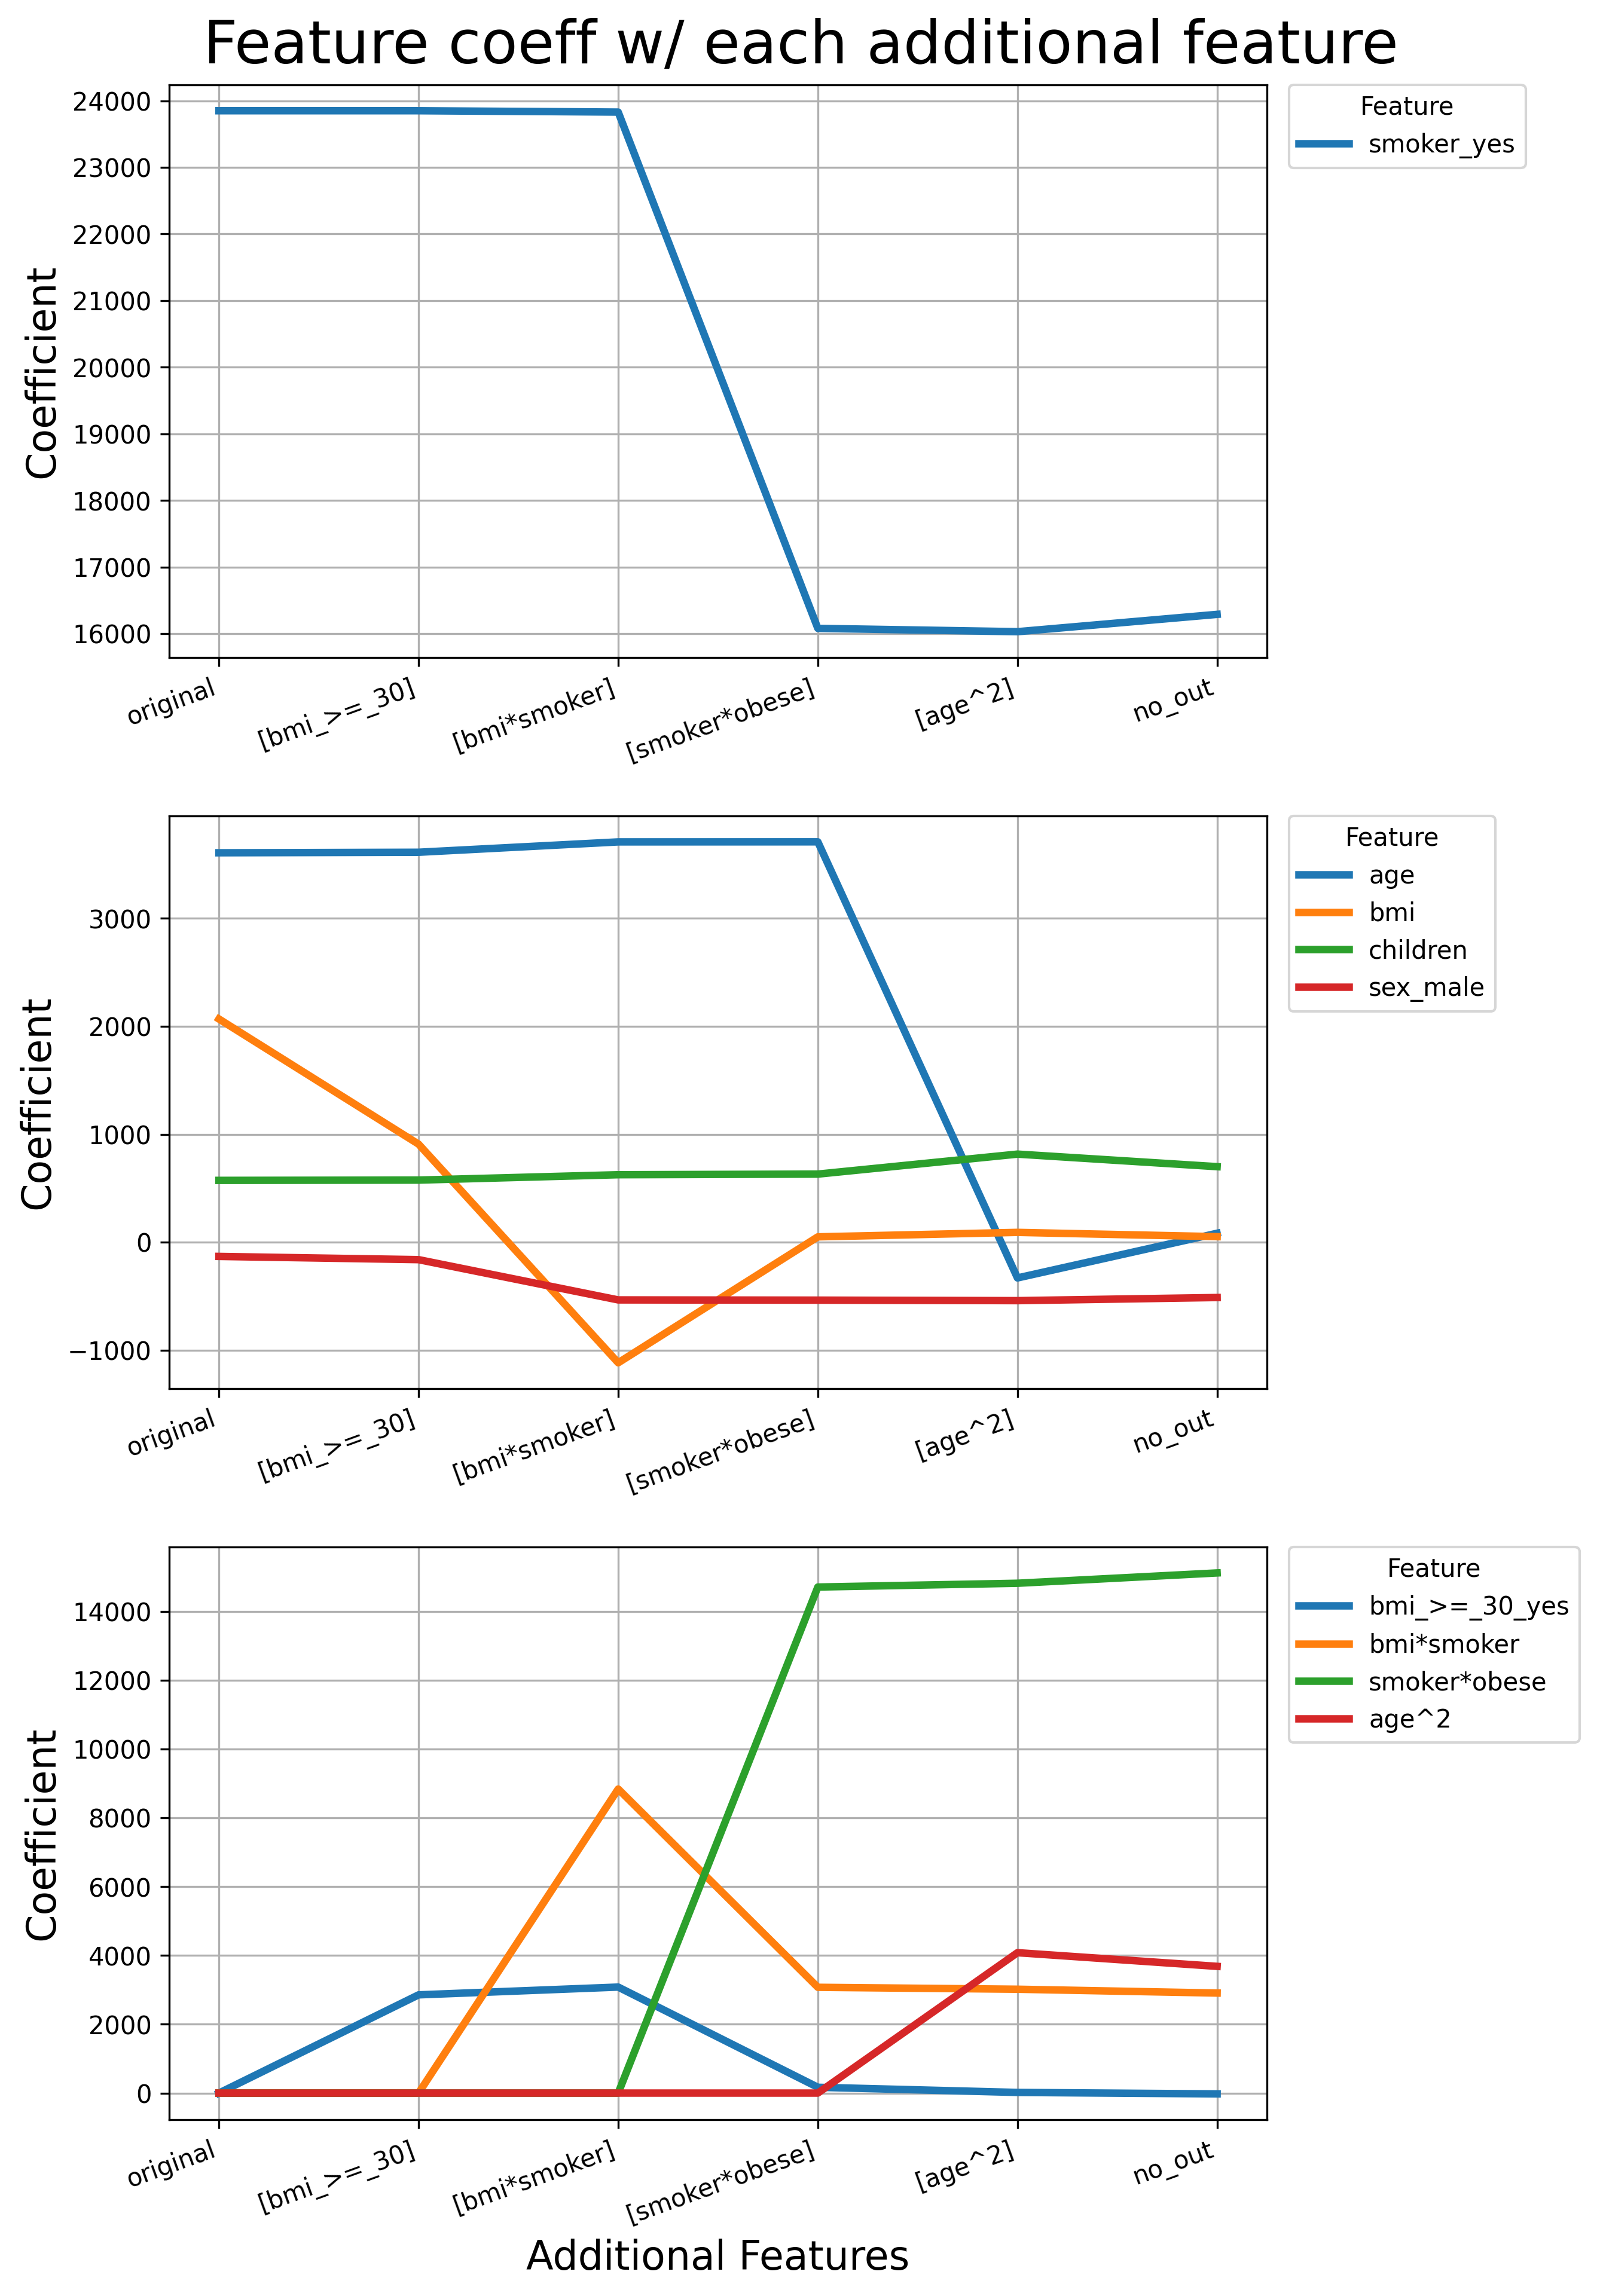 Feature coeff w/ each additional feature
Coefficient
24000
23000
22000
21000
20000
19000
18000
17000
16000
original
[bmi_>=_30]
[bmi*smoker]
[smoker*obese]
[age^2]
no_out
Feature
smoker_yes
Coefficient
3000
2000
1000
0
−1000
original
[bmi_>=_30]
[bmi*smoker]
[smoker*obese]
[age^2]
no_out
Feature
age
bmi
children
sex_male
Coefficient
14000
12000
10000
8000
6000
4000
2000
0
original
[bmi_>=_30]
[bmi*smoker]
[smoker*obese]
[age^2]
no_out
Feature
bmi_>=_30_yes
bmi*smoker
smoker*obese
age^2
Additional Features